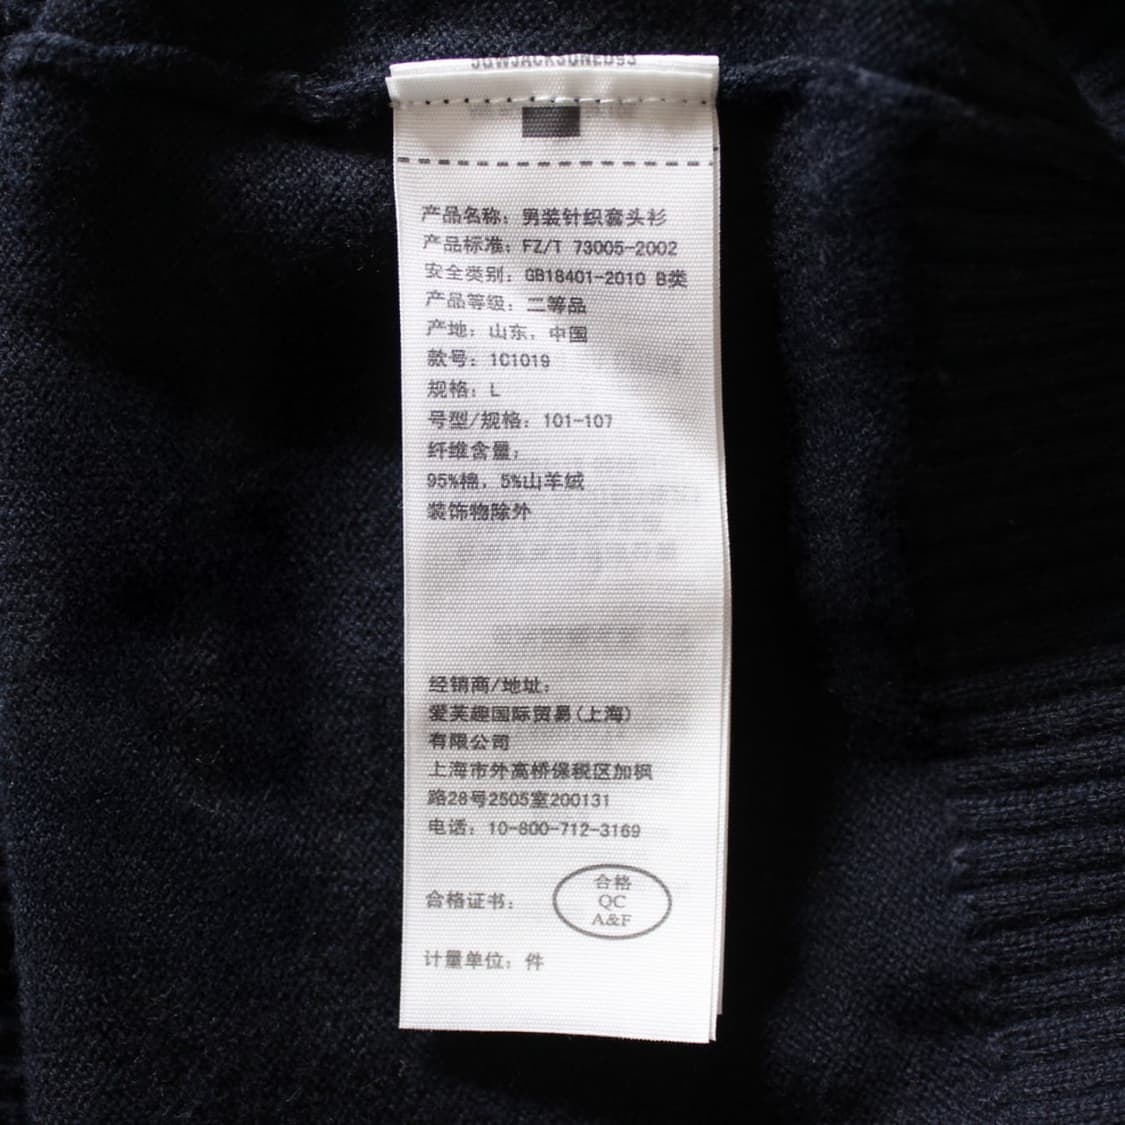 产品名称：男装针织套头衫
产品标准：FZ/T 73005-2002
安全类别：GB18401-2010 B类
产品等级：二等品
产地：山东，中国
款号：1C1019
规格：L
号型/规格：101-107
纤维含量：
95%棉，5%山羊绒
装饰物除外
经销商/地址：
爱芙趣国际贸易(上海)
有限公司
上海市外高桥保税区加枫
路28号2505室200131
电话：10-800-712-3169
合格证书：
合格
QC
A&F
计量单位：件